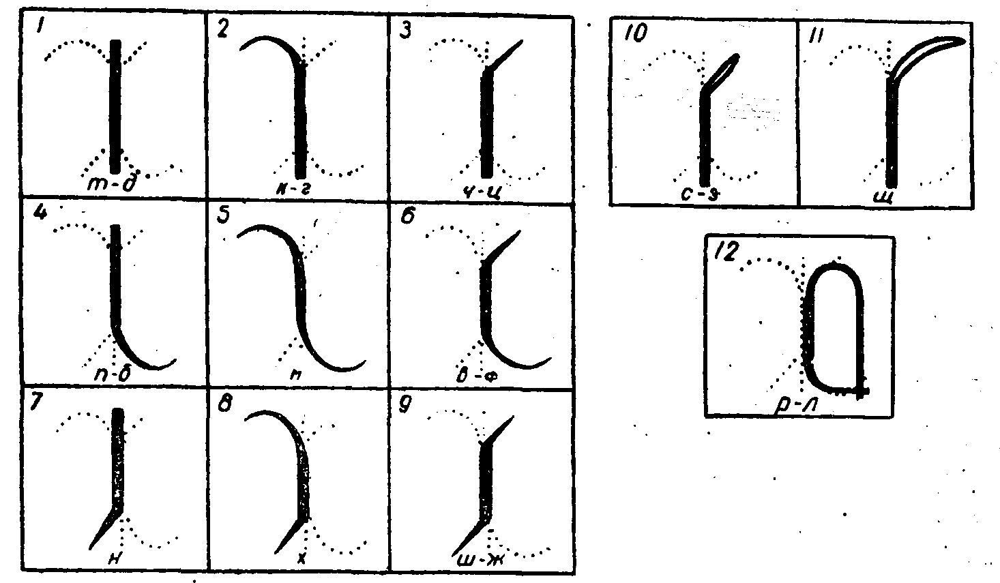 1 2 3 10 11
т-д к-г ч-ц с-з щ
4 5 6 12
п-б м в-ф р-л
7 8 9
н х ш-ж